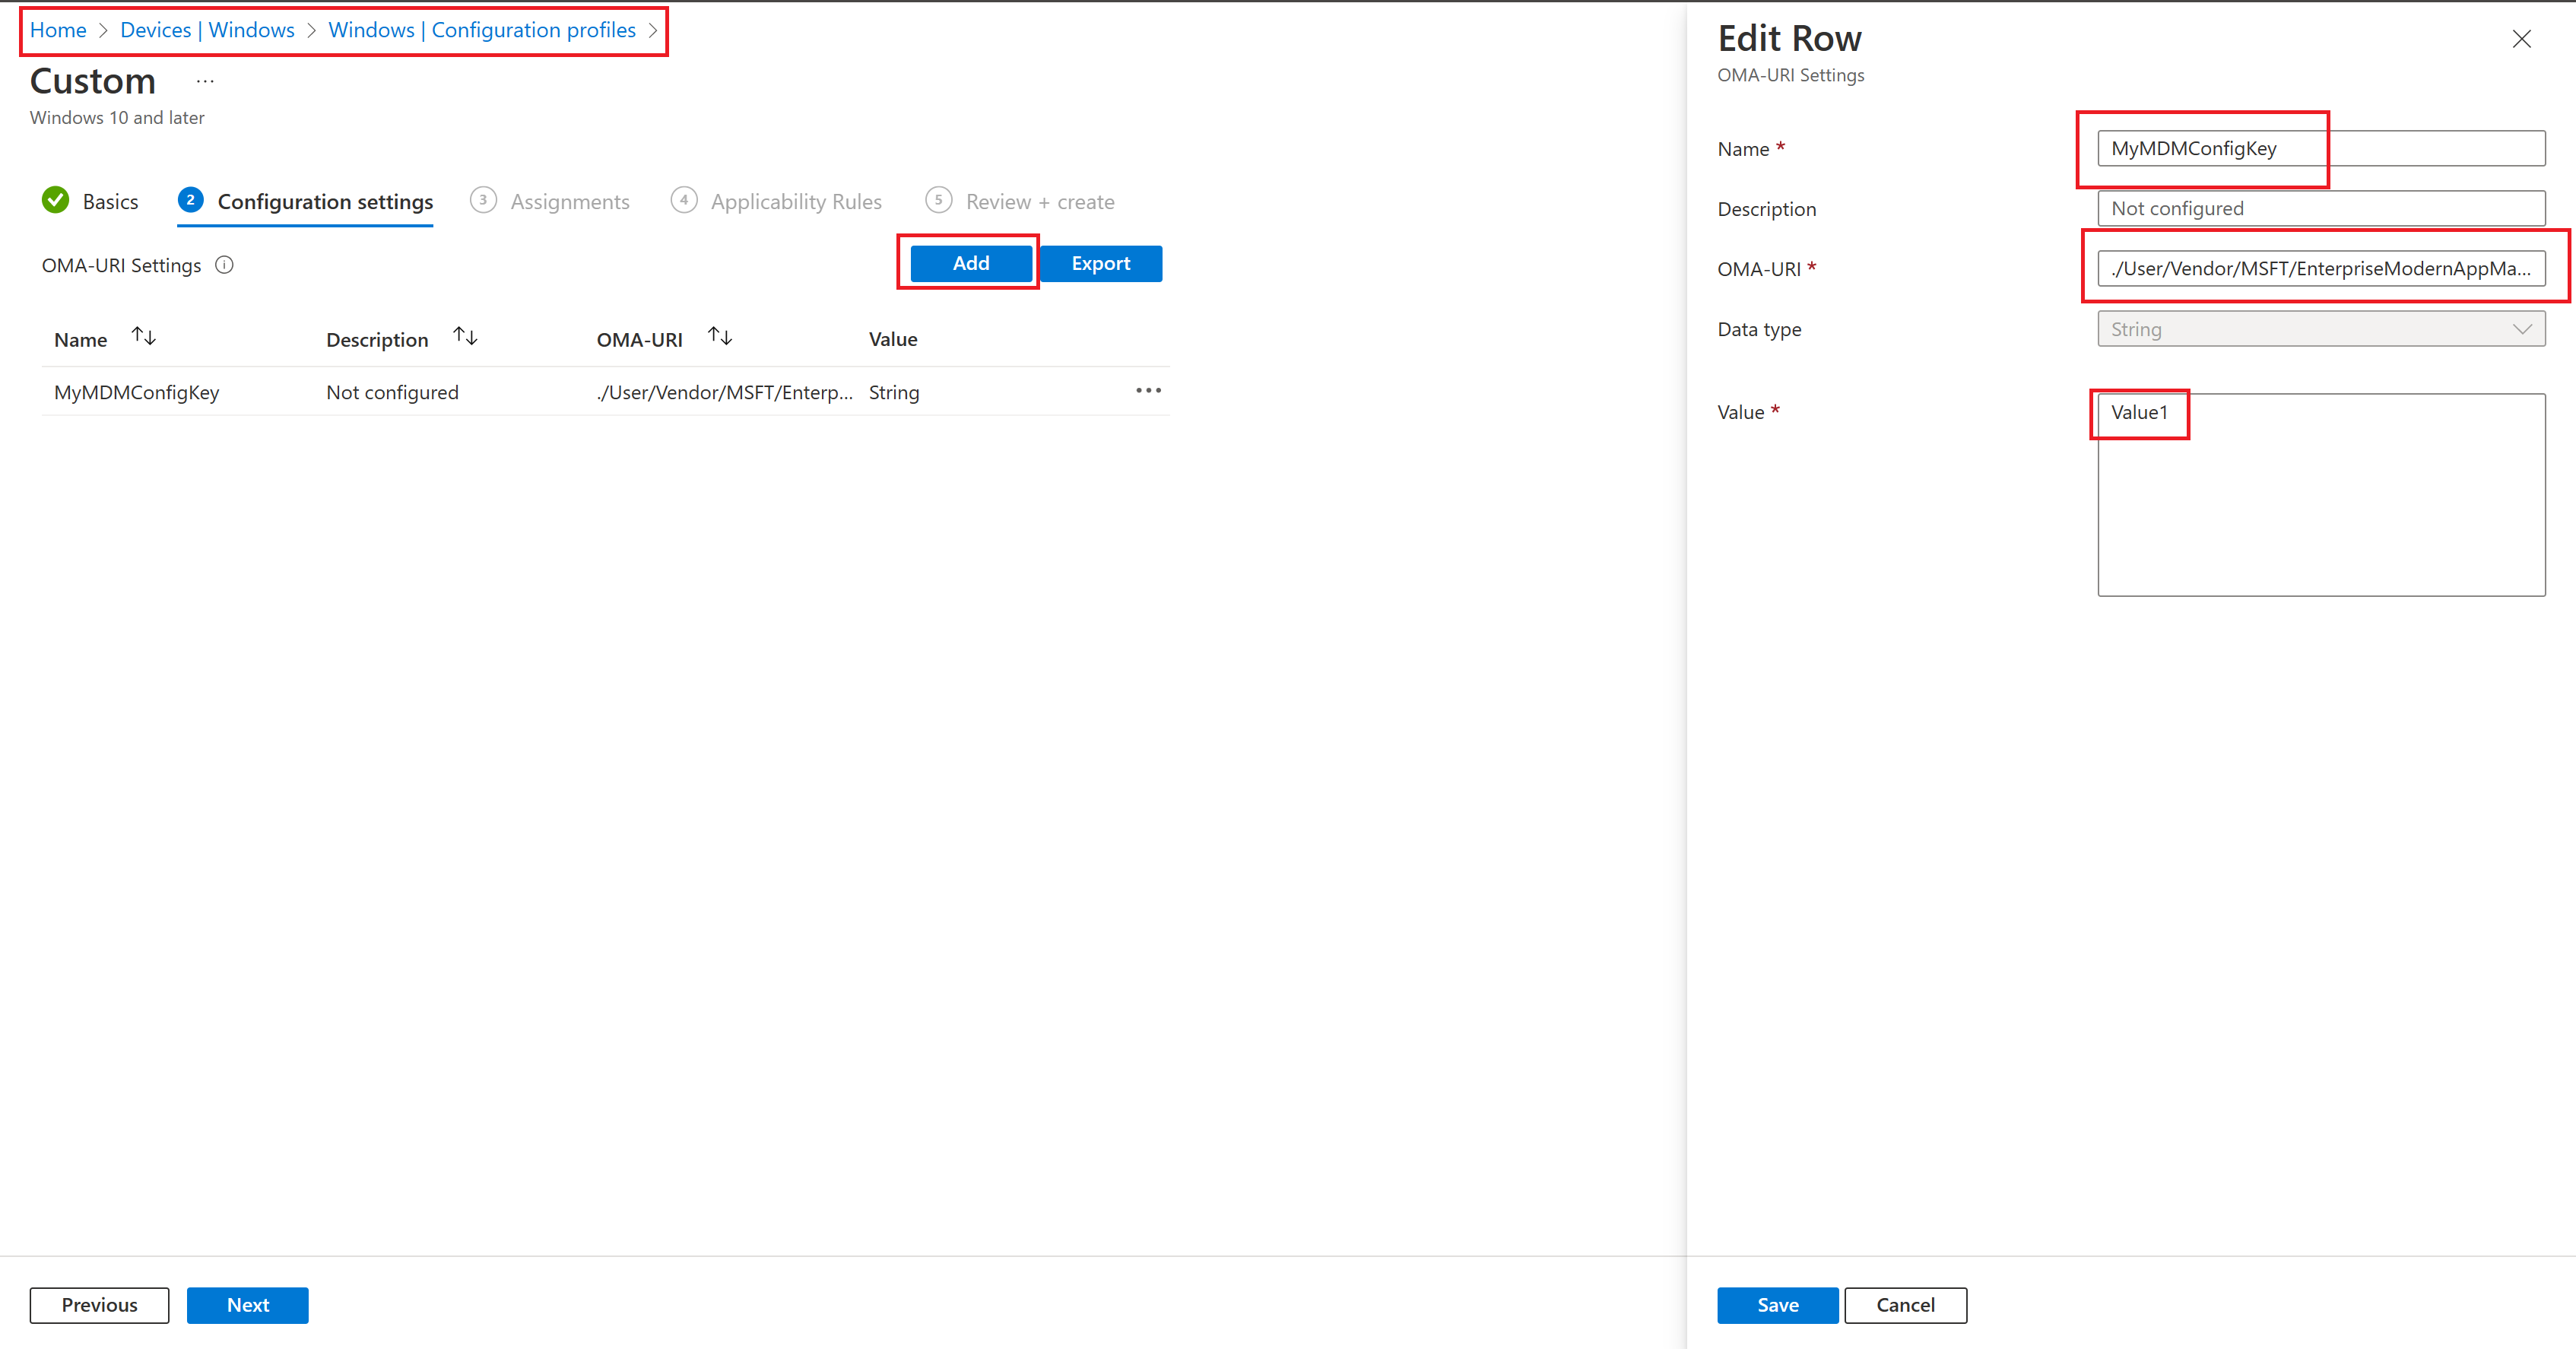 Home > Devices | Windows > Windows | Configuration profiles >
Custom ...
Windows 10 and later
Basics
2 Configuration settings
3 Assignments
4 Applicability Rules
5 Review + create
OMA-URI Settings
Add
Export
Name Description OMA-URI Value
MyMDMConfigKey Not configured ./User/Vendor/MSFT/Enterp... String
Previous
Next
Edit Row
OMA-URI Settings
Name * MyMDMConfigKey
Description Not configured
OMA-URI * ./User/Vendor/MSFT/EnterpriseModernAppMa...
Data type String
Value * Value1
Save
Cancel